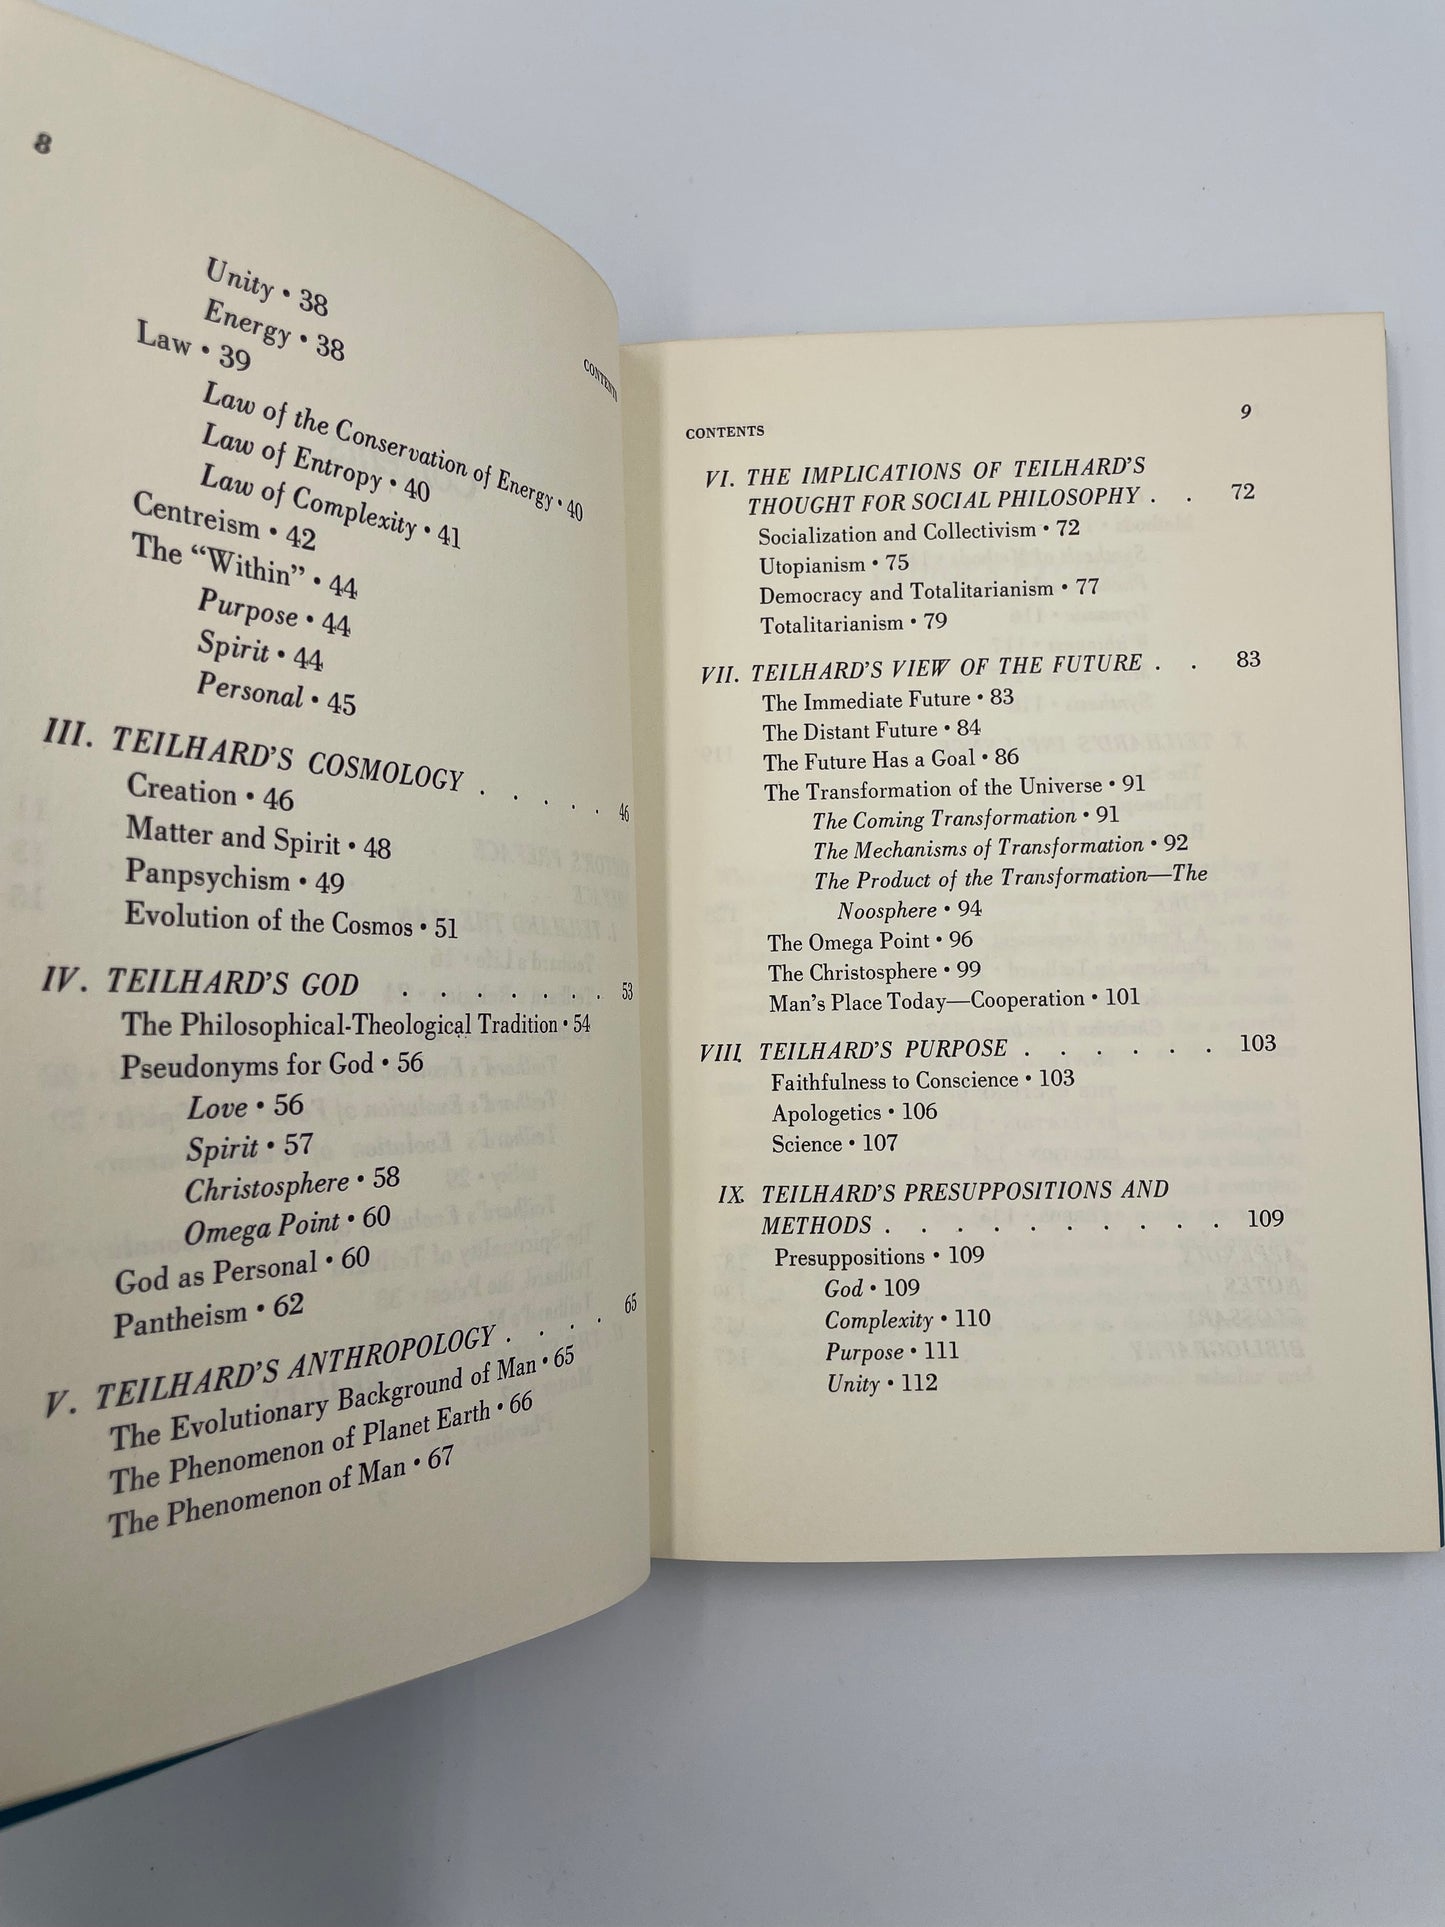 8
CONTENTS
Unity • 38
Energy • 38
Law • 39
Law of the Conservation of Energy • 40
Law of Entropy • 40
Law of Complexity • 41
Centreism • 42
The “Within” • 44
Purpose • 44
Spirit • 44
Personal • 45
III. TEILHARD’S COSMOLOGY . . . . . 46
Creation • 46
Matter and Spirit • 48
Panpsychism • 49
Evolution of the Cosmos • 51
IV. TEILHARD’S GOD . . . . . . . 53
The Philosophical-Theological Tradition • 54
Pseudonyms for God • 56
Love • 56
Spirit • 57
Christosphere • 58
Omega Point • 60
God as Personal • 60
Pantheism • 62
V. TEILHARD’S ANTHROPOLOGY . . . . 65
The Evolutionary Background of Man • 65
The Phenomenon of Planet Earth • 66
The Phenomenon of Man • 67
CONTENTS 9
VI. THE IMPLICATIONS OF TEILHARD’S
THOUGHT FOR SOCIAL PHILOSOPHY . . 72
Socialization and Collectivism • 72
Utopianism • 75
Democracy and Totalitarianism • 77
Totalitarianism • 79
VII. TEILHARD’S VIEW OF THE FUTURE . . 83
The Immediate Future • 83
The Distant Future • 84
The Future Has a Goal • 86
The Transformation of the Universe • 91
The Coming Transformation • 91
The Mechanisms of Transformation • 92
The Product of the Transformation—The
Noosphere • 94
The Omega Point • 96
The Christosphere • 99
Man’s Place Today—Cooperation • 101
VIII. TEILHARD’S PURPOSE . . . . . . 103
Faithfulness to Conscience • 103
Apologetics • 106
Science • 107
IX. TEILHARD’S PRESUPPOSITIONS AND
METHODS . . . . . . . . . . . 109
Presuppositions • 109
God • 109
Complexity • 110
Purpose • 111
Unity • 112